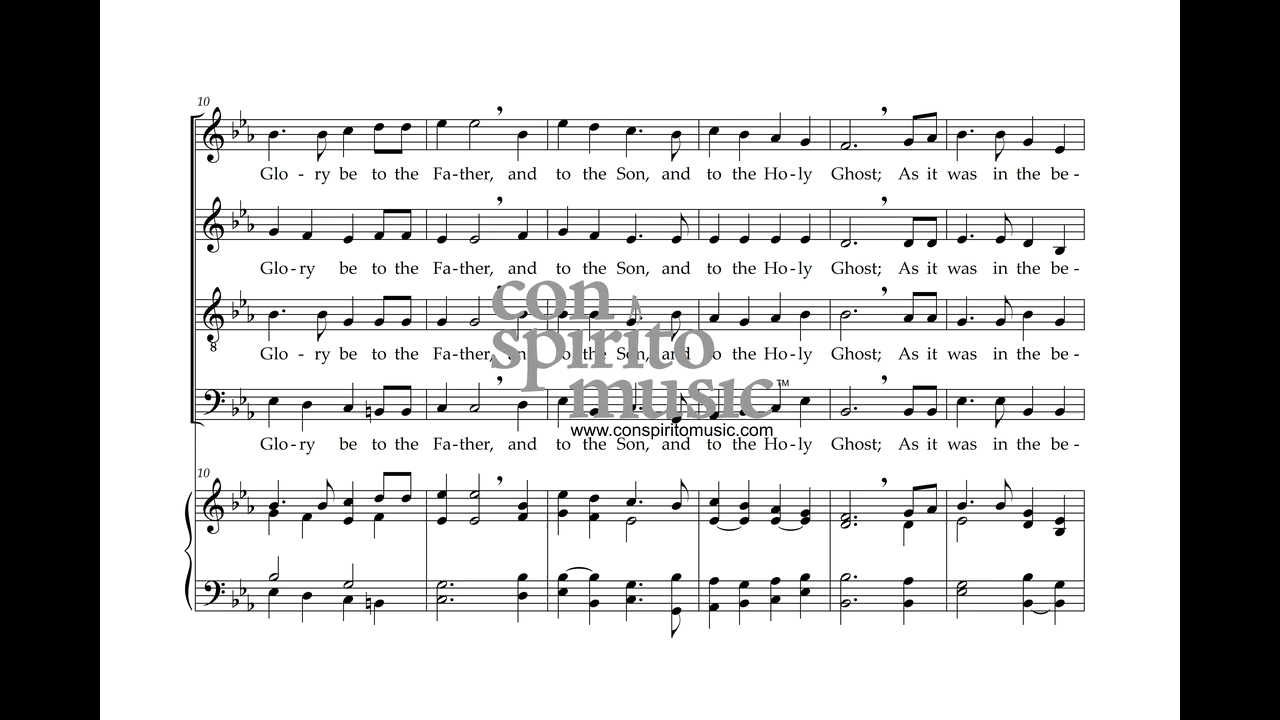 10
Glo - ry be to the Fa-ther, and to the Son, and to the Ho-ly Ghost; As it was in the be-
Glo-ry be to the Fa-ther, and to the Son, and to the Ho-ly Ghost; As it was in the be-
con
spirito
music™
8
Glo - ry be to the Fa-ther, and to the Son, and to the Ho-ly Ghost; As it was in the be-
www.conspiritomusic.com
Glo-ry be to the Fa-ther, and to the Son, and to the Ho-ly Ghost; As it was in the be-
10